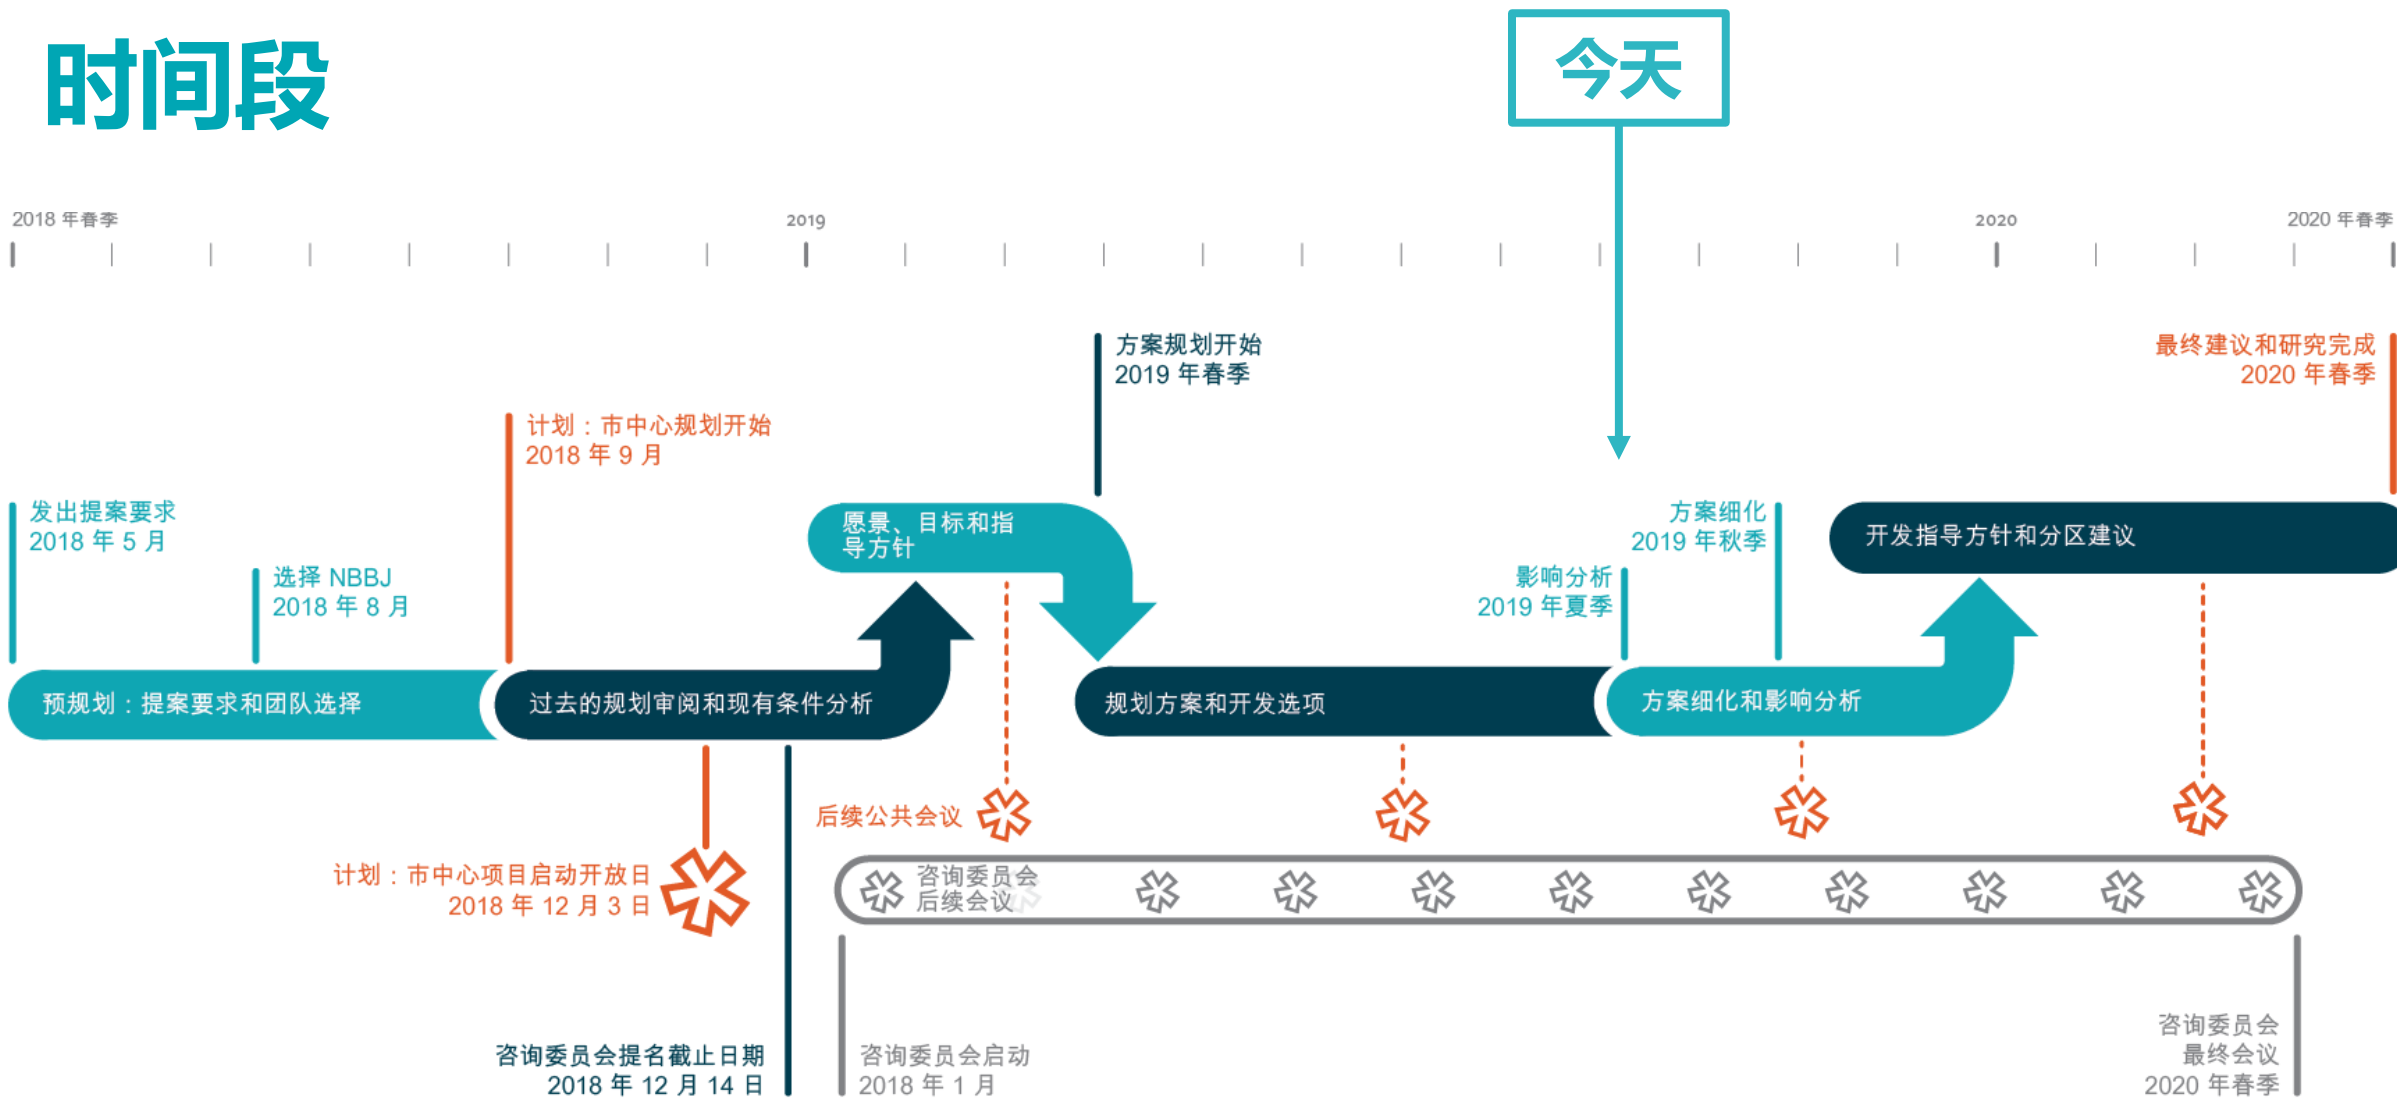 时间段
今天
2018 年春季
2019
2020
2020 年春季
方案规划开始
2019 年春季
最终建议和研究完成
2020 年春季
计划：市中心规划开始
2018 年 9 月
发出提案要求
2018 年 5 月
选择 NBBJ
2018 年 8 月
愿景、目标和指
导方针
方案细化
2019 年秋季
影响分析
2019 年夏季
开发指导方针和分区建议
预规划：提案要求和团队选择
过去的规划审阅和现有条件分析
规划方案和开发选项
方案细化和影响分析
后续公共会议
计划：市中心项目启动开放日
2018 年 12 月 3 日
咨询委员会
后续会议
咨询委员会提名截止日期
2018 年 12 月 14 日
咨询委员会启动
2018 年 1 月
咨询委员会
最终会议
2020 年春季